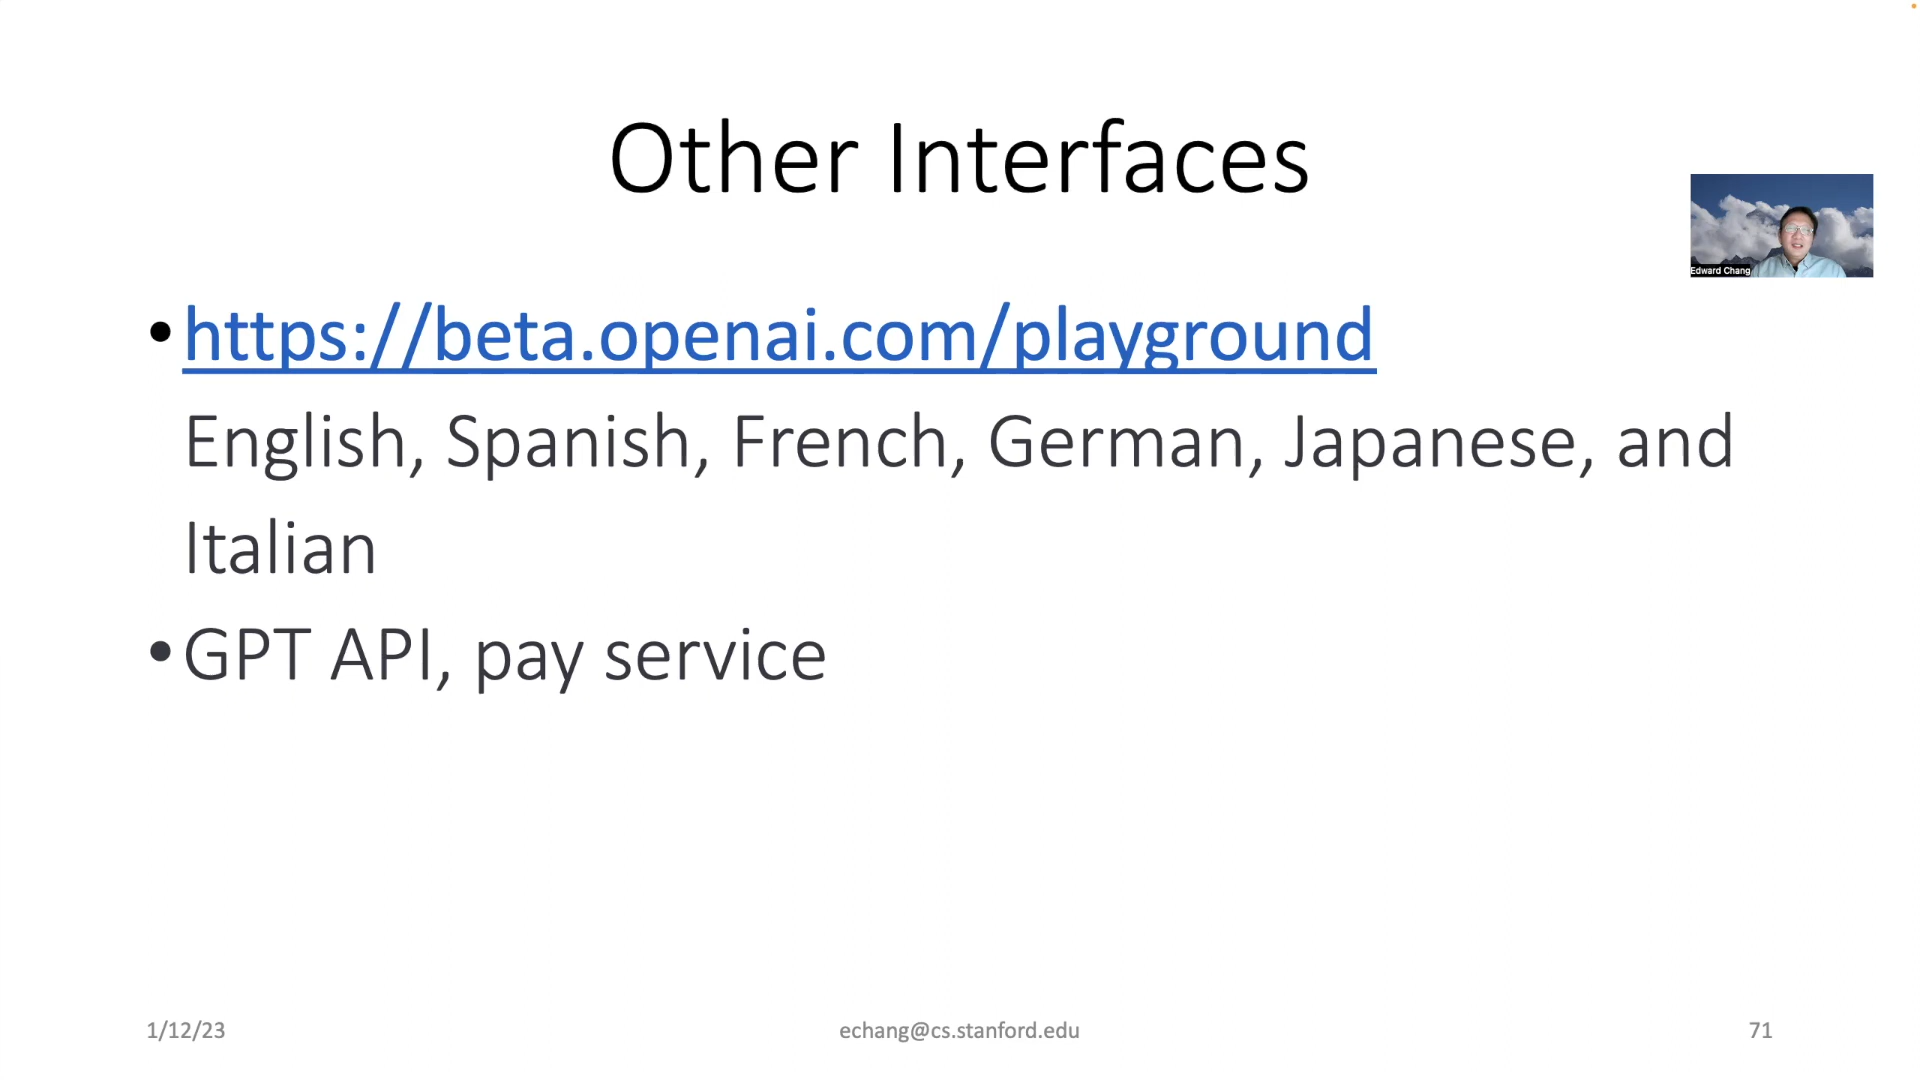 Other Interfaces
Edward Chang
• https://beta.openai.com/playground
English, Spanish, French, German, Japanese, and
Italian
• GPT API, pay service
1/12/23
echang@cs.stanford.edu
71